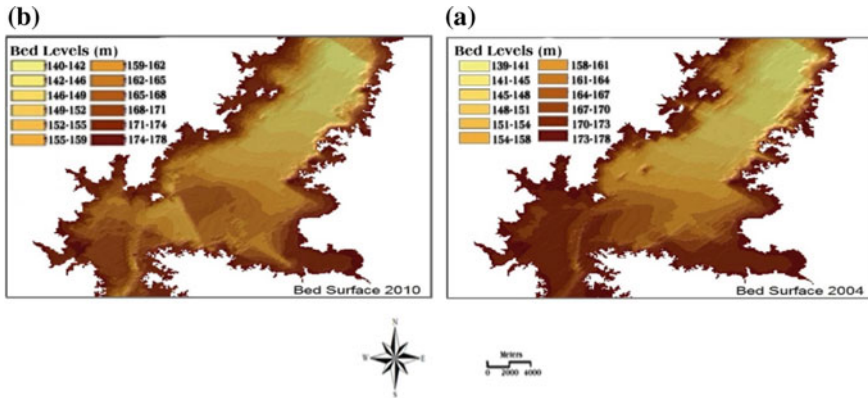 (b)
Bed Levels (m)
140-142
142-146
146-149
149-152
152-155
155-159
159-162
162-165
165-168
168-171
171-174
174-178
Bed Surface 2010
(a)
Bed Levels (m)
139-141
141-145
145-148
148-151
151-154
154-158
158-161
161-164
164-167
167-170
170-173
173-178
Bed Surface 2004
N
W E
S
Meters
0 2000 4000